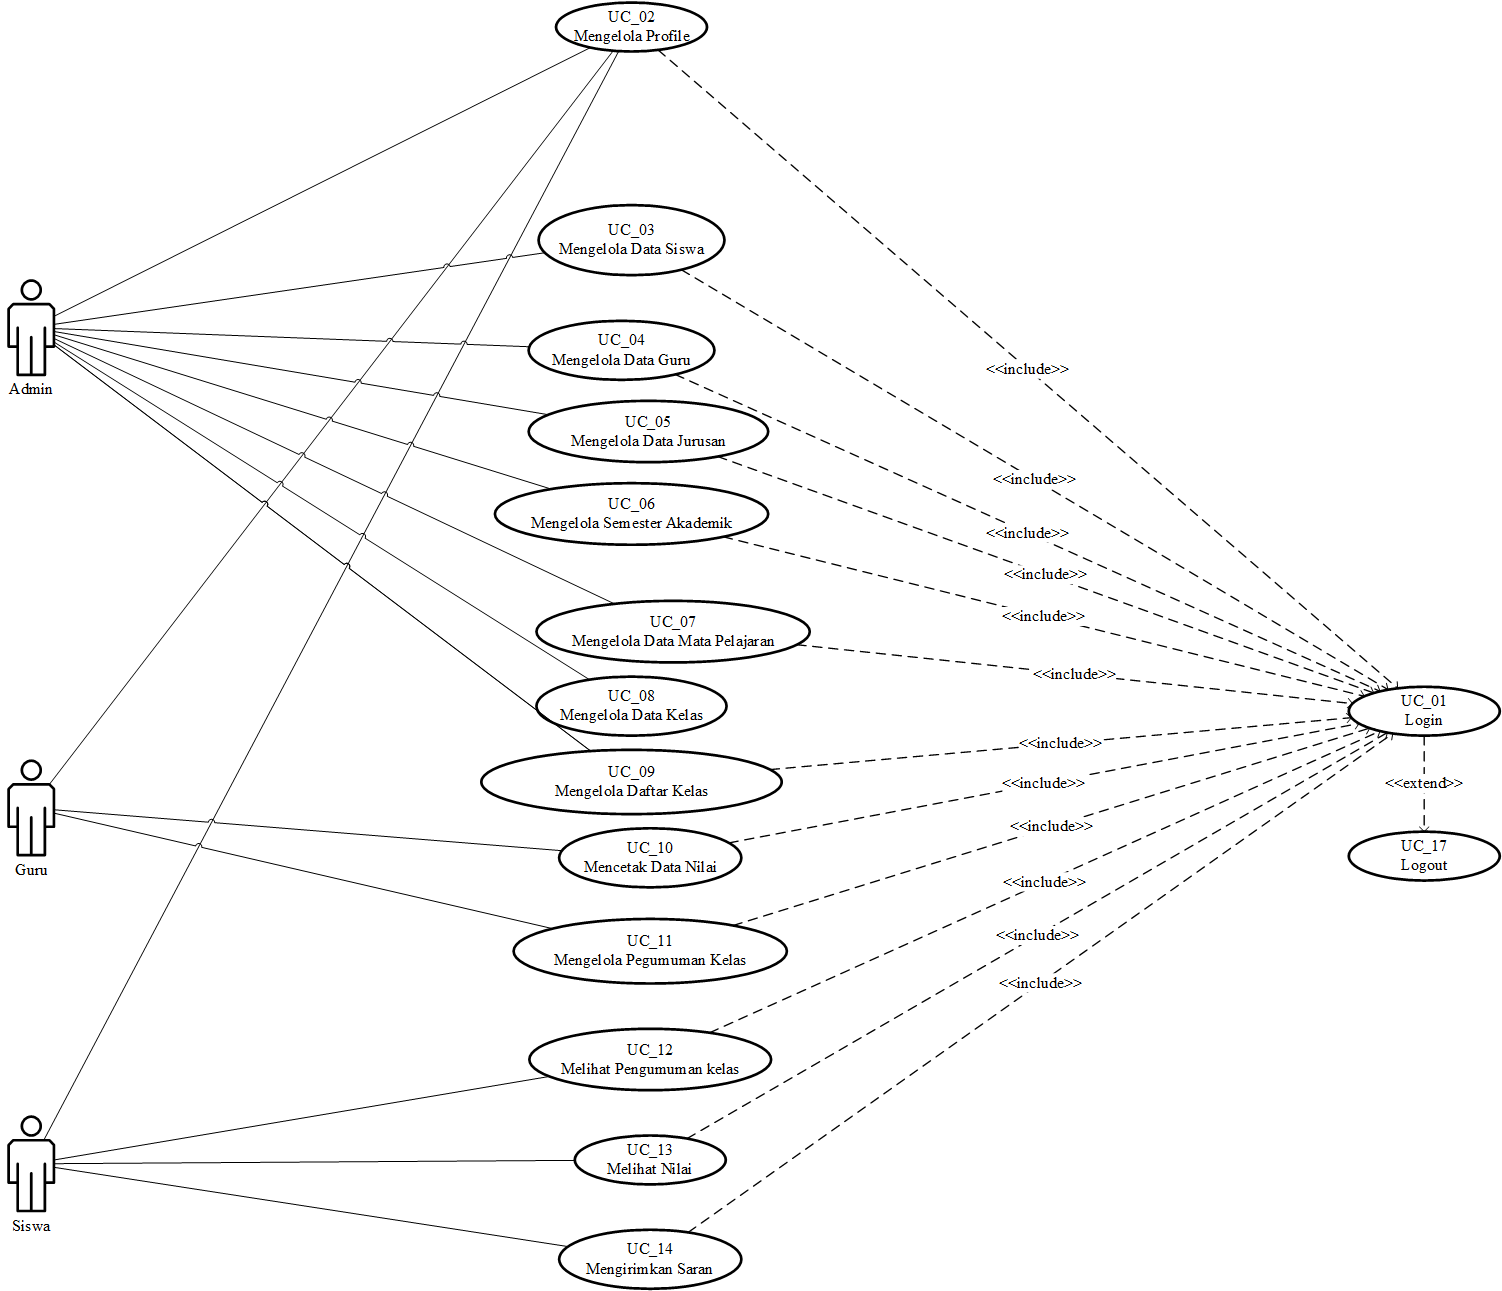 UC_02
Mengelola Profile
UC_03
Mengelola Data Siswa
UC_04
Mengelola Data Guru
<<include>>
Admin
UC_05
Mengelola Data Jurusan
<<include>>
UC_06
Mengelola Semester Akademik
<<include>>
<<include>>
<<include>>
UC_07
Mengelola Data Mata Pelajaran
<<include>>
UC_08
Mengelola Data Kelas
UC_01
Login
<<include>>
UC_09
Mengelola Daftar Kelas
<<include>>
<<extend>>
<<include>>
UC_10
Mencetak Data Nilai
UC_17
Logout
Guru
<<include>>
UC_11
Mengelola Pegumuman Kelas
<<include>>
<<include>>
UC_12
Melihat Pengumuman kelas
UC_13
Melihat Nilai
Siswa
UC_14
Mengirimkan Saran